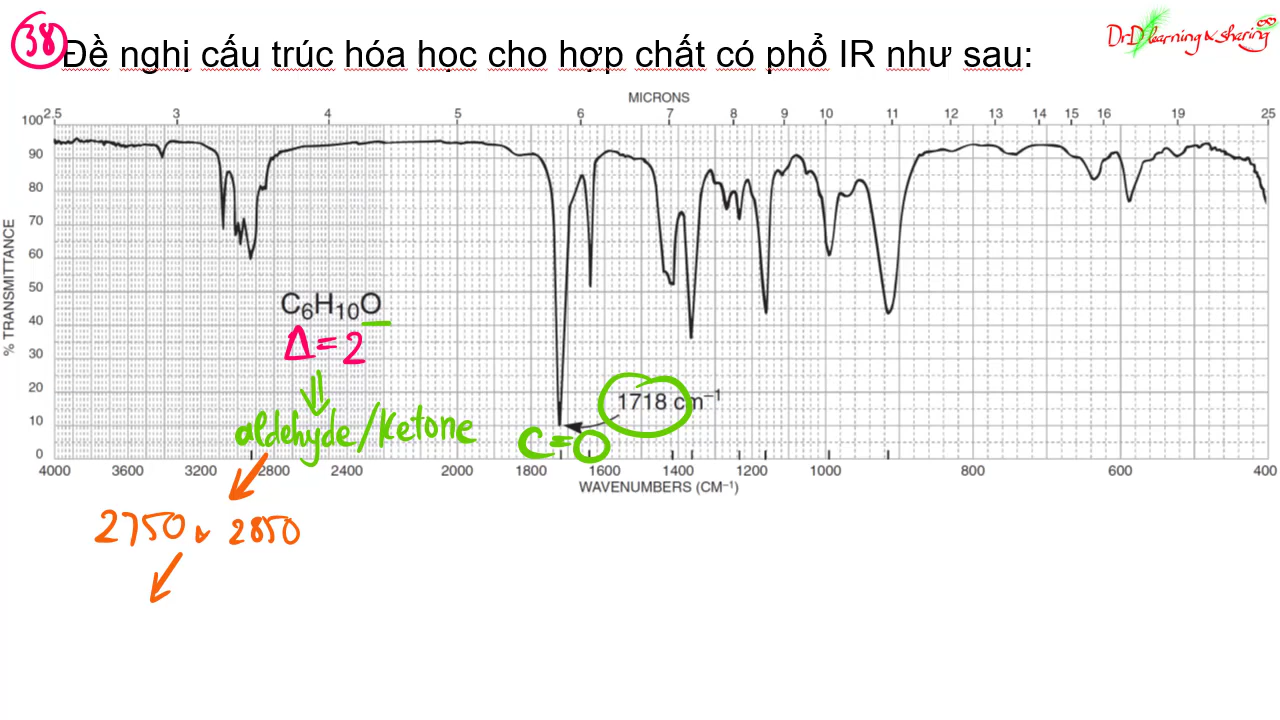 38 Đề nghị cấu trúc hóa học cho hợp chất có phổ IR như sau:
DrD learning & sharing
MICRONS
2.5 3 4 5 6 7 8 9 10 11 12 13 14 15 16 19 25
% TRANSMITTANCE
100
90
80
70
60
50
40
30
20
10
0
C₆H₁₀O
Δ = 2
aldehyde/Ketone
1718 cm⁻¹
C=O
4000 3600 3200 2800 2400 2000 1800 1600 1400 1200 1000 800 600 400
WAVENUMBERS (CM⁻¹)
2750 & 2850